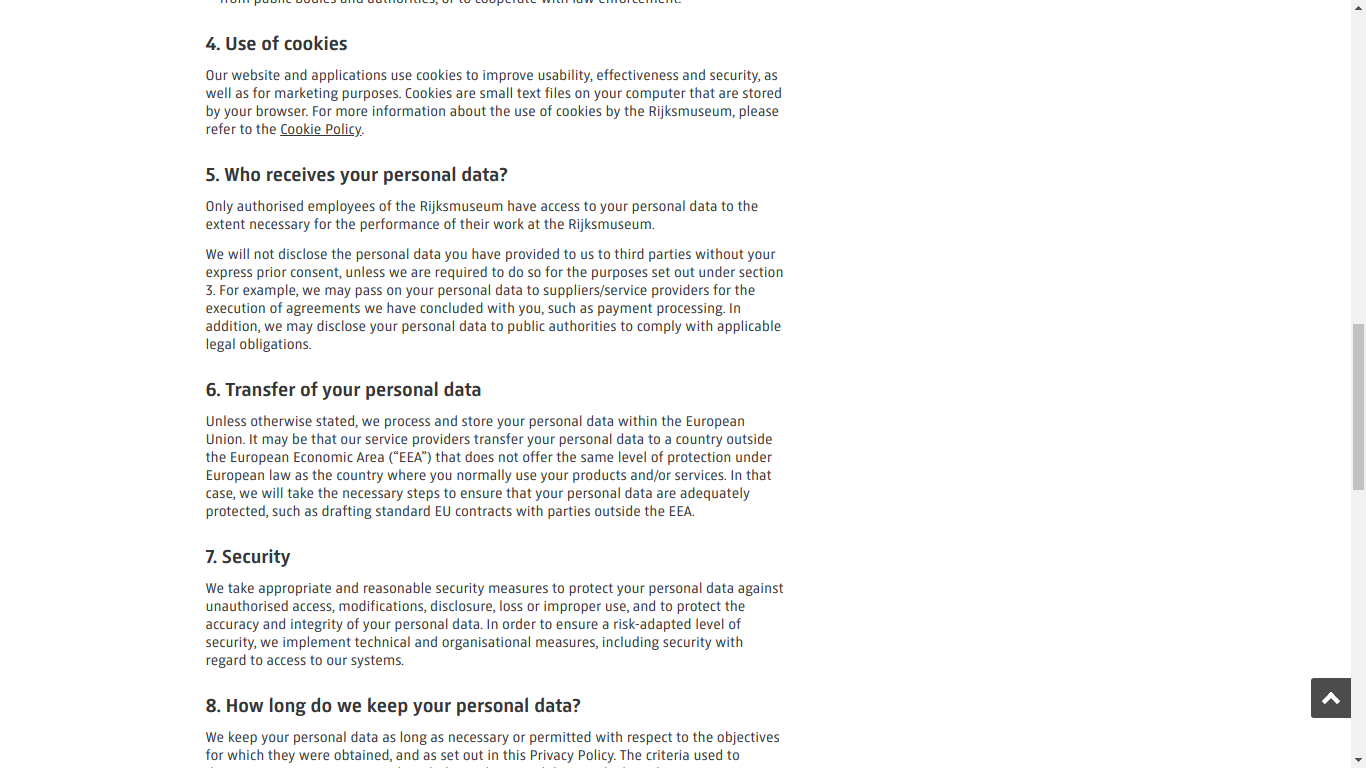 from public bodies and authorities, or to cooperate with law enforcement.
4. Use of cookies
Our website and applications use cookies to improve usability, effectiveness and security, as
well as for marketing purposes. Cookies are small text files on your computer that are stored
by your browser. For more information about the use of cookies by the Rijksmuseum, please
refer to the Cookie Policy.
5. Who receives your personal data?
Only authorised employees of the Rijksmuseum have access to your personal data to the
extent necessary for the performance of their work at the Rijksmuseum.
We will not disclose the personal data you have provided to us to third parties without your
express prior consent, unless we are required to do so for the purposes set out under section
3. For example, we may pass on your personal data to suppliers/service providers for the
execution of agreements we have concluded with you, such as payment processing. In
addition, we may disclose your personal data to public authorities to comply with applicable
legal obligations.
6. Transfer of your personal data
Unless otherwise stated, we process and store your personal data within the European
Union. It may be that our service providers transfer your personal data to a country outside
the European Economic Area (“EEA”) that does not offer the same level of protection under
European law as the country where you normally use your products and/or services. In that
case, we will take the necessary steps to ensure that your personal data are adequately
protected, such as drafting standard EU contracts with parties outside the EEA.
7. Security
We take appropriate and reasonable security measures to protect your personal data against
unauthorised access, modifications, disclosure, loss or improper use, and to protect the
accuracy and integrity of your personal data. In order to ensure a risk-adapted level of
security, we implement technical and organisational measures, including security with
regard to access to our systems.
8. How long do we keep your personal data?
We keep your personal data as long as necessary or permitted with respect to the objectives
for which they were obtained, and as set out in this Privacy Policy. The criteria used to